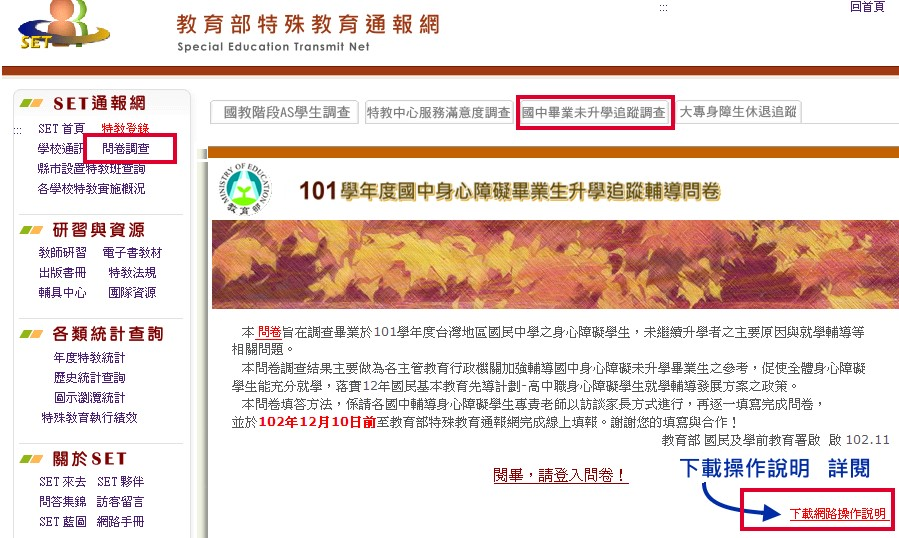 SET
教育部特殊教育通報網
Special Education Transmit Net
:::
回首頁
SET通報網
:::
SET 首頁 特教登錄
學校通訊 問卷調查
縣市設置特教班查詢
各學校特教實施概況
研習與資源
教師研習 電子書教材
出版書冊 特教法規
輔具中心 團隊資源
各類統計查詢
年度特教統計
歷史統計查詢
圖示瀏灠統計
特殊教育執行績效
關於SET
SET 來去 SET 夥伴
問答集錦 訪客留言
SET 藍圖 網路手冊
國教階段AS學生調查 特教中心服務滿意度調查 國中畢業未升學追蹤調查 大專身障生休退追蹤
MINISTRY OF EDUCATION
教育部
101學年度國中身心障礙畢業生升學追蹤輔導問卷
本 問卷旨在調查畢業於101學年度台灣地區國民中學之身心障礙學生，未繼續升學者之主要原因與就學輔導等
相關問題。
本問卷調查結果主要做為各主管教育行政機關加強輔導國中身心障礙未升學畢業生之參考，促使全體身心障礙
學生能充分就學，落實12年國民基本教育先導計劃-高中職身心障礙學生就學輔導發展方案之政策。
本問卷填答方法，係請各國中輔導身心障礙學生專責老師以訪談家長方式進行，再逐一填寫完成問卷，
並於102年12月10日前至教育部特殊教育通報網完成線上填報。謝謝您的填寫與合作！
教育部 國民及學前教育署啟 啟 102.11
閱畢，請登入問卷！
下載操作說明 詳閱
下載網路操作說明